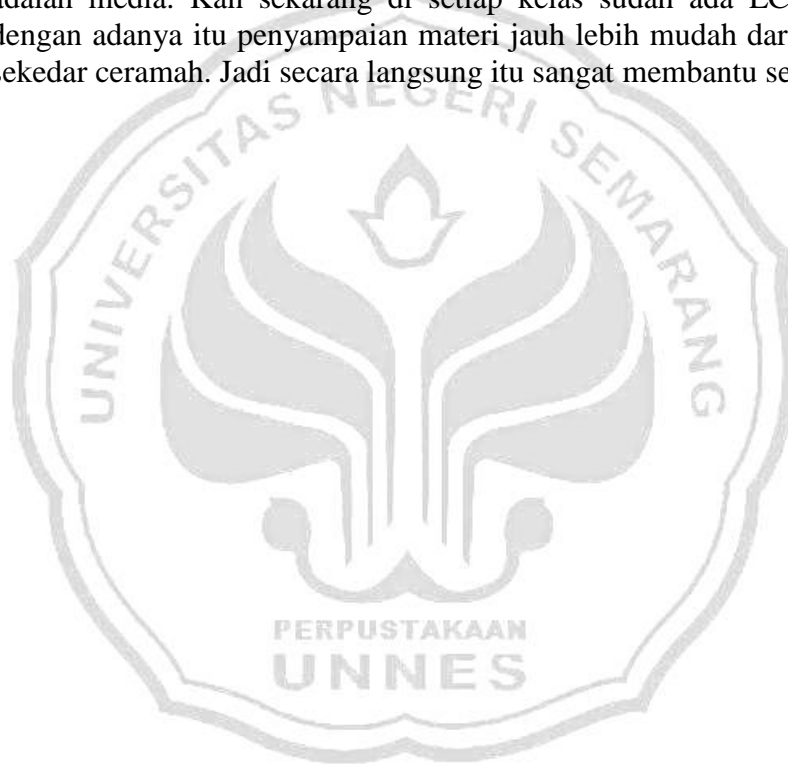 adalah media. Kan sekarang di setiap kelas sudah ada LC
dengan adanya itu penyampaian materi jauh lebih mudah dar
sekedar ceramah. Jadi secara langsung itu sangat membantu se
UNIVERSITAS NEGERI SEMARANG
PERPUSTAKAAN
UNNES